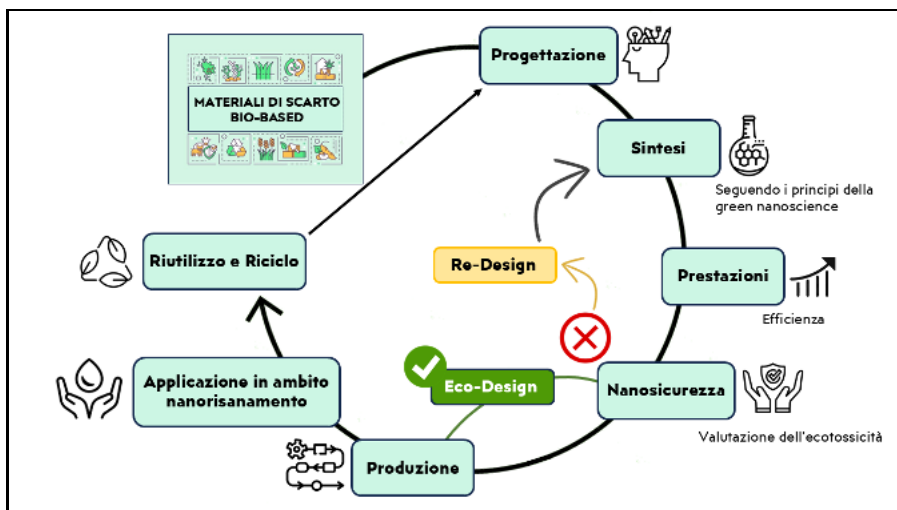 MATERIALI DI SCARTO
BIO-BASED
Progettazione
Sintesi
Seguendo i principi della
green nanoscience
Prestazioni
Efficienza
Nanosicurezza
Valutazione dell'ecotossicità
Re-Design
Eco-Design
Produzione
Applicazione in ambito
nanorisanamento
Riutilizzo e Riciclo